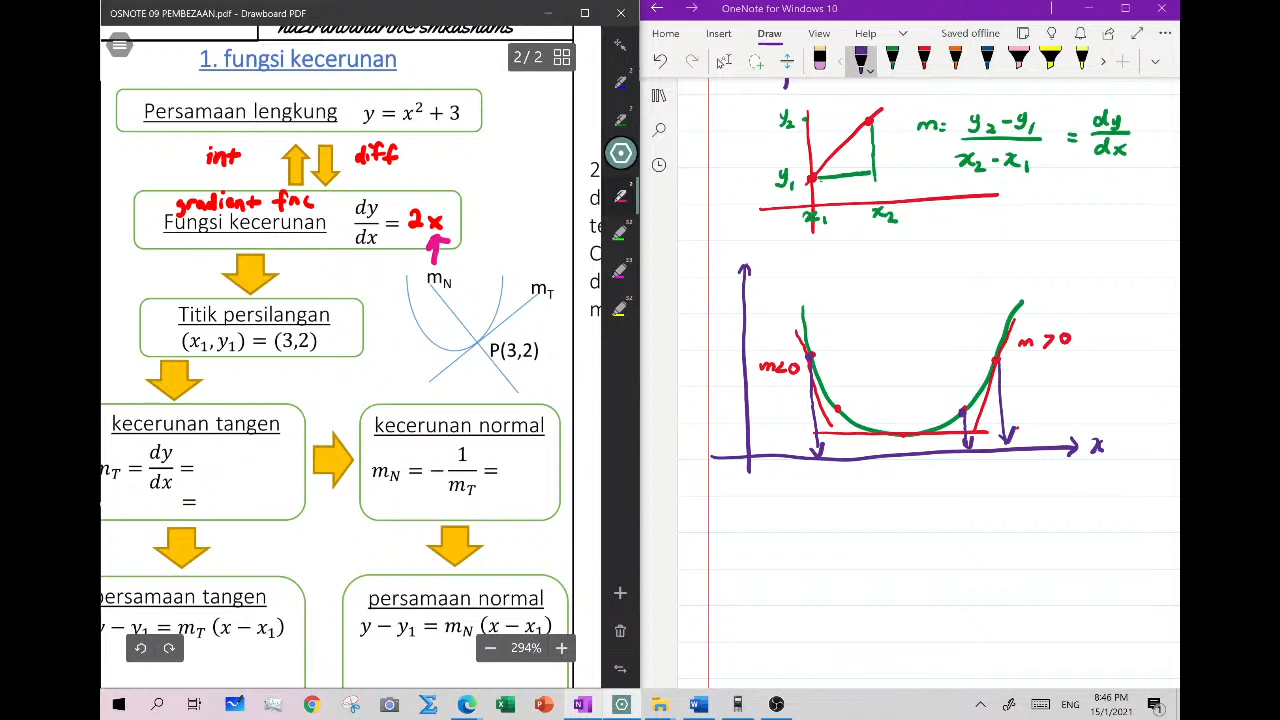 OSNOTE 09 PEMBEZAAN.pdf - Drawboard PDF
1. fungsi kecerunan
2/2
Persamaan lengkung y = x² + 3
int diff
gradient fnc
Fungsi kecerunan dy/dx = 2x
Titik persilangan
(x₁, y₁) = (3,2)
m_N
m_T
P(3,2)
kecerunan tangen
m_T = dy/dx =
=
kecerunan normal
m_N = − 1/m_T =
persamaan tangen
y − y₁ = m_T (x − x₁)
persamaan normal
y − y₁ = m_N (x − x₁)
294%
OneNote for Windows 10
Home Insert Draw View Help Saved offline
y₂
y₁
x₁ x₂
m = y₂ − y₁ / x₂ − x₁ = dy/dx
m<0
m > 0
x
ENG
8:46 PM
15/1/2021